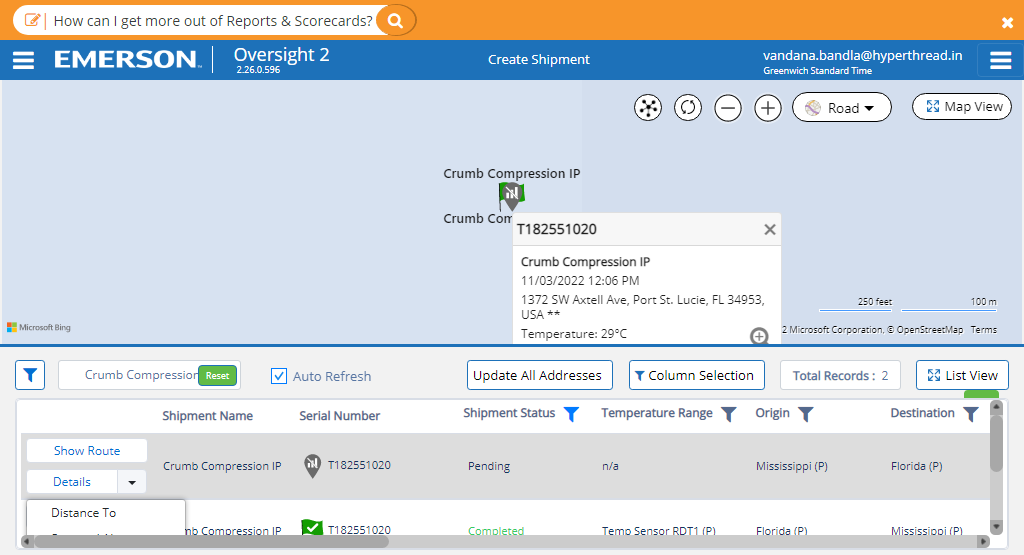 How can I get more out of Reports & Scorecards?
EMERSON
Oversight 2
2.26.0.596
Create Shipment
vandana.bandla@hyperthread.in
Greenwich Standard Time
Road
Map View
Crumb Compression IP
Crumb Com
T182551020
Crumb Compression IP
11/03/2022 12:06 PM
1372 SW Axtell Ave, Port St. Lucie, FL 34953,
USA **
Temperature: 29°C
250 feet
100 m
Microsoft Bing
2 Microsoft Corporation, © OpenStreetMap Terms
Crumb Compression
Reset
Auto Refresh
Update All Addresses
Column Selection
Total Records : 2
List View
Shipment Name
Serial Number
Shipment Status
Temperature Range
Origin
Destination
Show Route
Details
Crumb Compression IP
T182551020
Pending
n/a
Mississippi (P)
Florida (P)
Distance To
mb Compression IP
T182551020
Completed
Temp Sensor RDT1 (P)
Florida (P)
Mississippi (P)